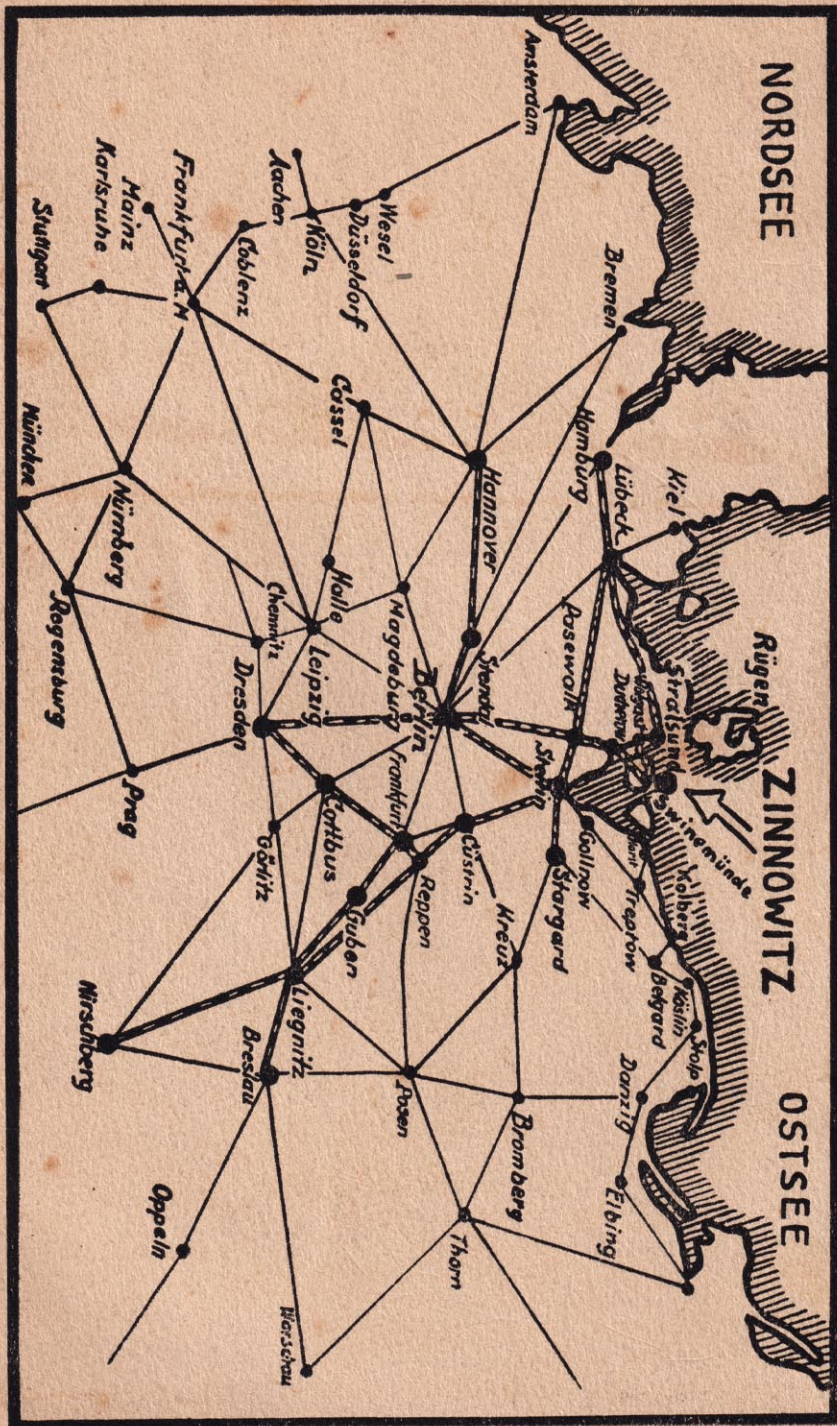 NORDSEE
OSTSEE
ZINNOWITZ
Rügen
Swinemünde
Kiel
Stralsund
Wolgast
Ducherow
Lübeck
Hamburg
Pasewalk
Stettin
Gollnow
Treptow
Kolberg
Belgard
Köslin
Stolp
Danzig
Elbing
Stargard
Amsterdam
Bremen
Hannover
Stendal
Berlin
Cüstrin
Kreuz
Bromberg
Thorn
Wesel
Düsseldorf
Köln
Aachen
Coblenz
Cassel
Magdeburg
Frankfurt
Reppen
Posen
Halle
Leipzig
Cottbus
Guben
Liegnitz
Breslau
Warschau
Frankfurt a. M
Mainz
Karlsruhe
Stuttgart
Nürnberg
München
Regensburg
Chemnitz
Dresden
Görlitz
Prag
Hirschberg
Oppeln